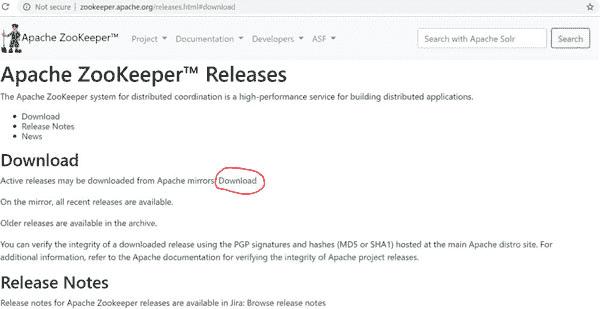 Not secure | zookeeper.apache.org/releases.html#download
Apache ZooKeeper™ Project Documentation Developers ASF Search with Apache Solr Search
Apache ZooKeeper™ Releases
The Apache ZooKeeper system for distributed coordination is a high-performance service for building distributed applications.
Download
Release Notes
News
Download
Active releases may be downloaded from Apache mirrors: Download
On the mirror, all recent releases are available.
Older releases are available in the archive.
You can verify the integrity of a downloaded release using the PGP signatures and hashes (MD5 or SHA1) hosted at the main Apache distro site. For
additional information, refer to the Apache documentation for verifying the integrity of Apache project releases.
Release Notes
Release notes for Apache Zookeeper releases are available in Jira: Browse release notes